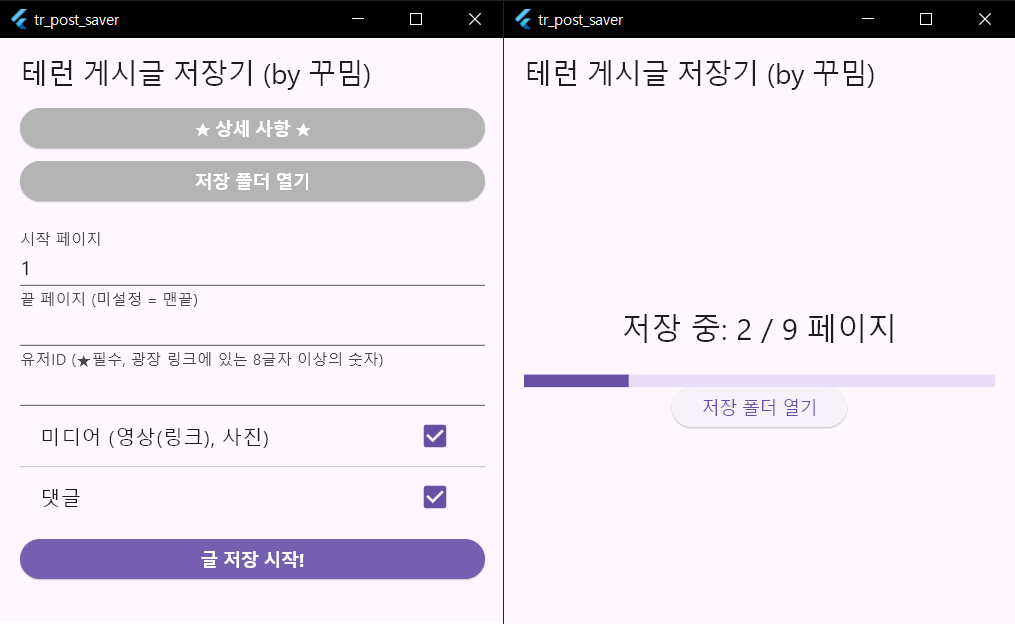 tr_post_saver
테런 게시글 저장기 (by 꾸밈)
★ 상세 사항 ★
저장 폴더 열기
시작 페이지
1
끝 페이지 (미설정 = 맨끝)
유저ID (★필수, 광장 링크에 있는 8글자 이상의 숫자)
미디어 (영상(링크), 사진)
댓글
글 저장 시작!
tr_post_saver
테런 게시글 저장기 (by 꾸밈)
저장 중: 2 / 9 페이지
저장 폴더 열기